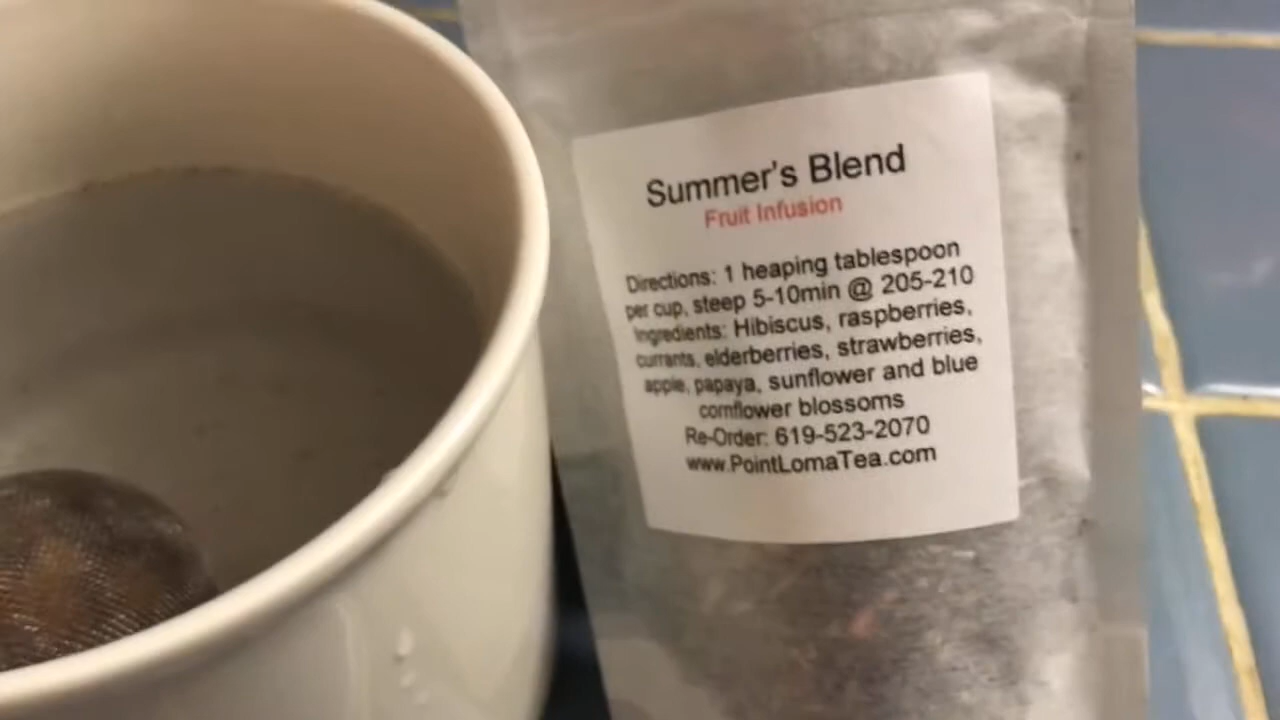 Summer's Blend
Fruit Infusion
Directions: 1 heaping tablespoon
per cup, steep 5-10min @ 205-210
Ingredients: Hibiscus, raspberries,
currants, elderberries, strawberries,
apple, papaya, sunflower and blue
cornflower blossoms
Re-Order: 619-523-2070
www.PointLomaTea.com